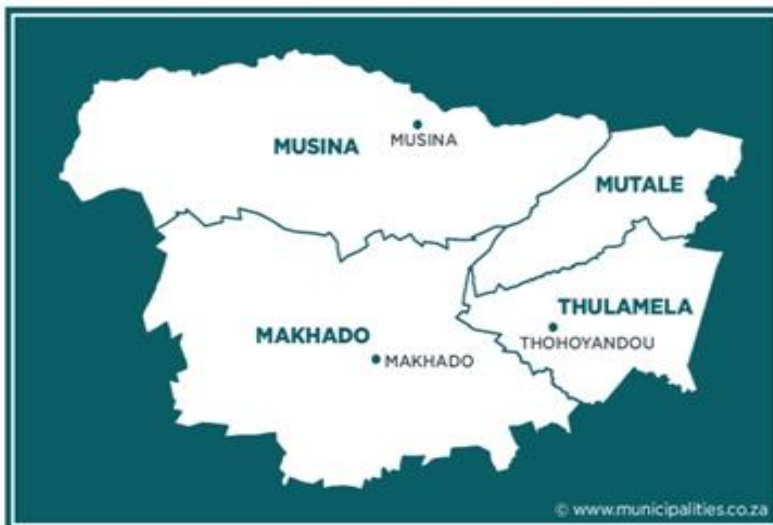 MUSINA
MUSINA
MUTALE
THULAMELA
THOHOYANDOU
MAKHADO
MAKHADO
© www.municipalities.co.za